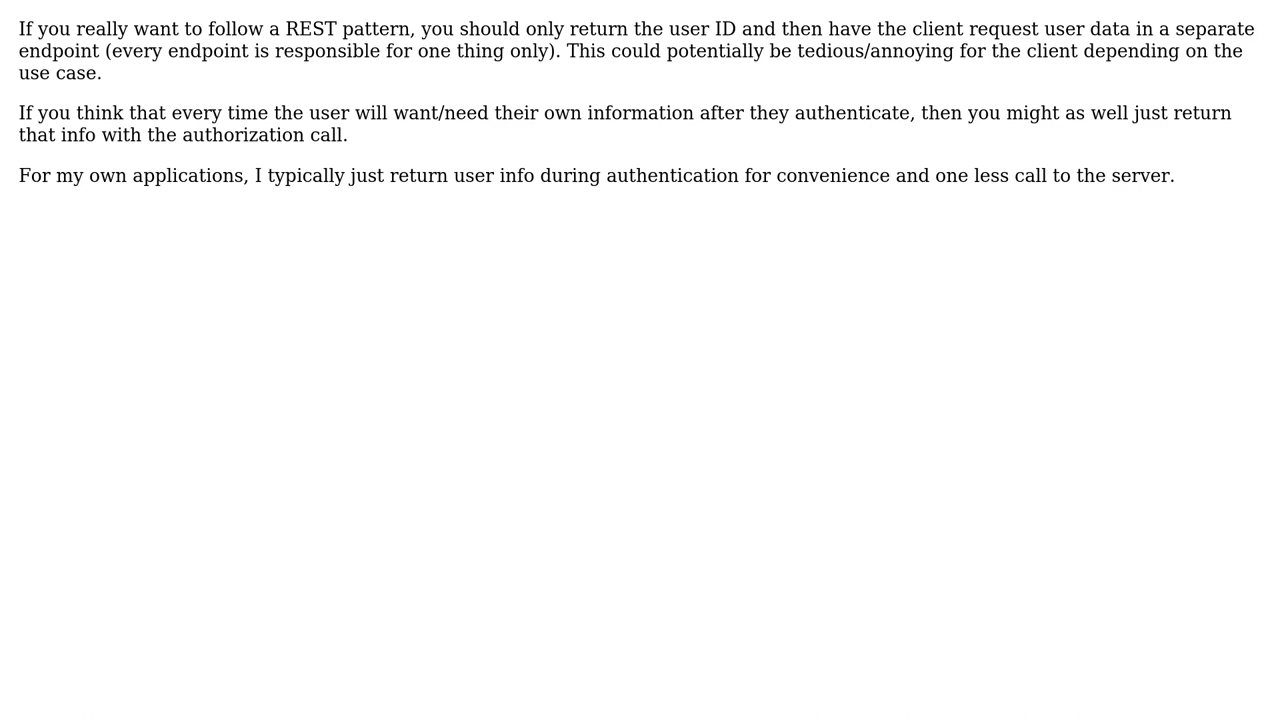 If you really want to follow a REST pattern, you should only return the user ID and then have the client request user data in a separate
endpoint (every endpoint is responsible for one thing only). This could potentially be tedious/annoying for the client depending on the
use case.
If you think that every time the user will want/need their own information after they authenticate, then you might as well just return
that info with the authorization call.
For my own applications, I typically just return user info during authentication for convenience and one less call to the server.